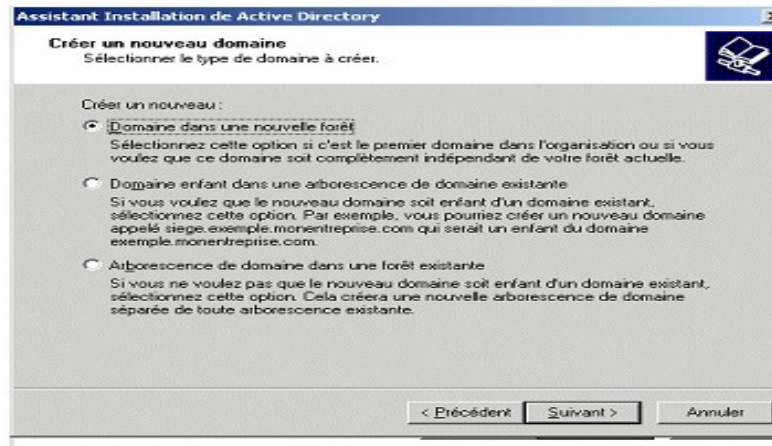 Assistant Installation de Active Directory
Créer un nouveau domaine
Sélectionner le type de domaine à créer.
Créer un nouveau :
Domaine dans une nouvelle forêt
Sélectionnez cette option si c'est le premier domaine dans l'organisation ou si vous
voulez que ce domaine soit complètement indépendant de votre forêt actuelle.
Domaine enfant dans une arborescence de domaine existante
Si vous voulez que le nouveau domaine soit enfant d'un domaine existant,
sélectionnez cette option. Par exemple, vous pourriez créer un nouveau domaine
appelé siege.exemple.monentreprise.com qui serait un enfant du domaine
exemple.monentreprise.com.
Arborescence de domaine dans une forêt existante
Si vous ne voulez pas que le nouveau domaine soit enfant d'un domaine existant,
sélectionnez cette option. Cela créera une nouvelle arborescence de domaine
séparée de toute arborescence existante.
< Précédent Suivant > Annuler